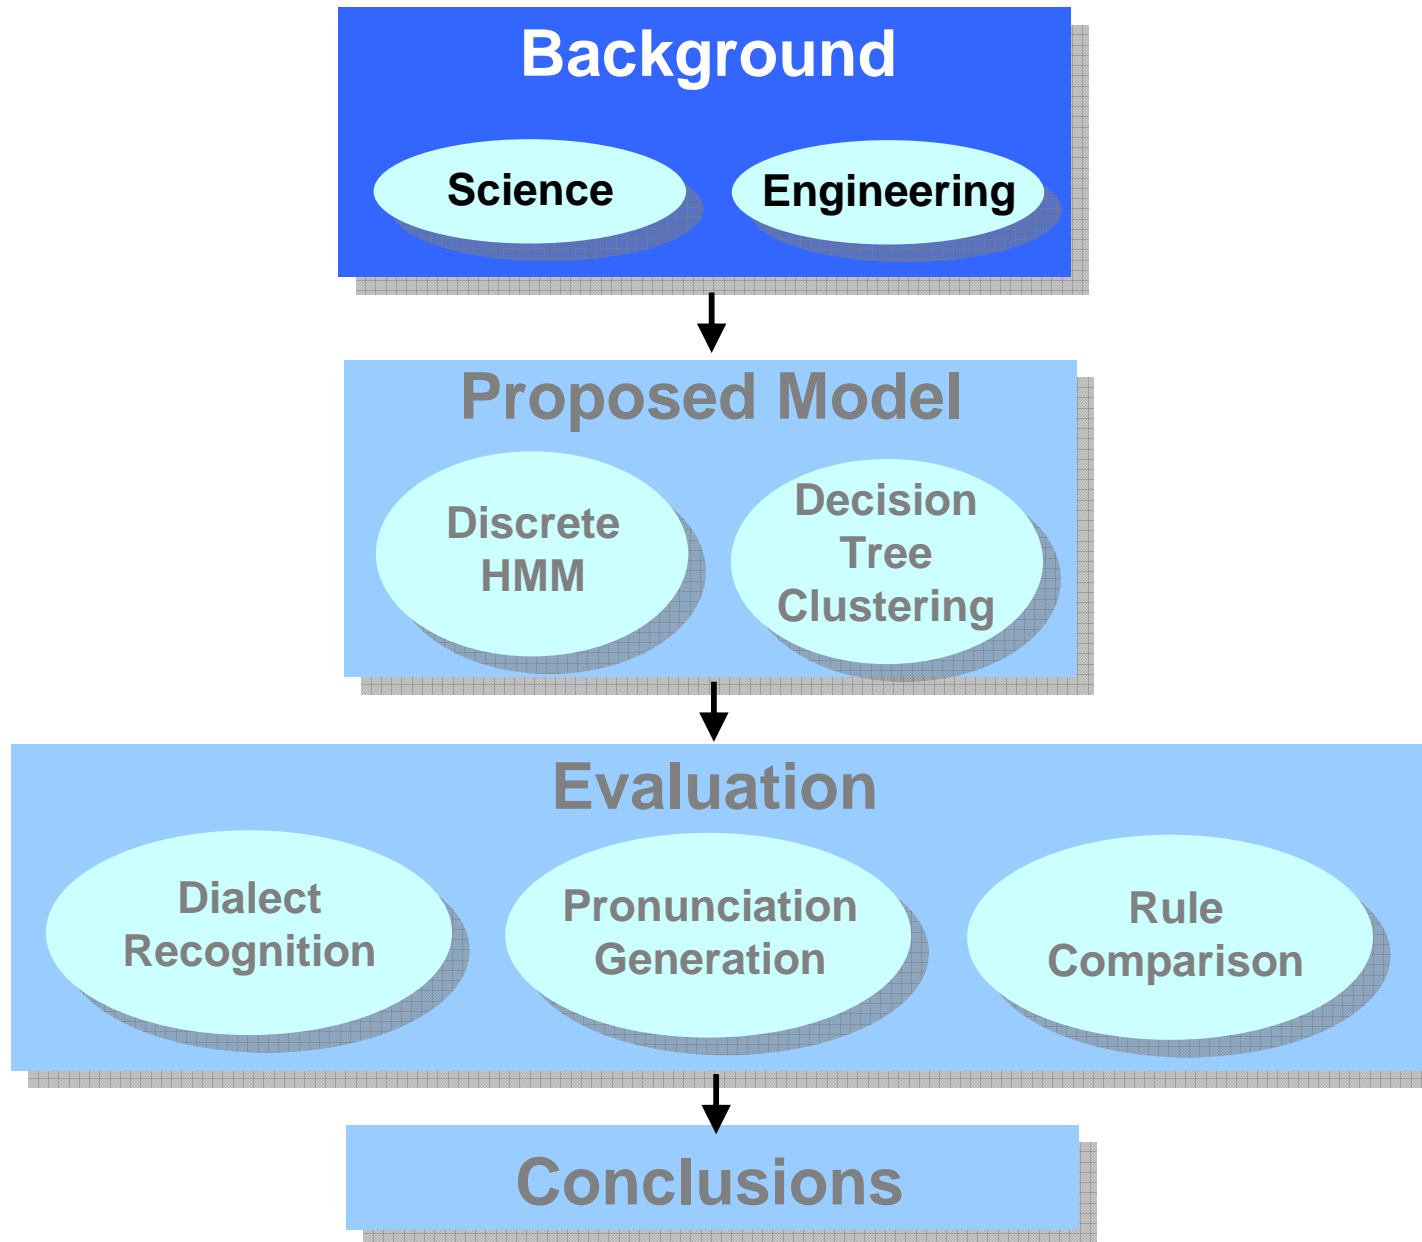 Background
Science
Engineering
Proposed Model
Discrete
HMM
Decision
Tree
Clustering
Evaluation
Dialect
Recognition
Pronunciation
Generation
Rule
Comparison
Conclusions